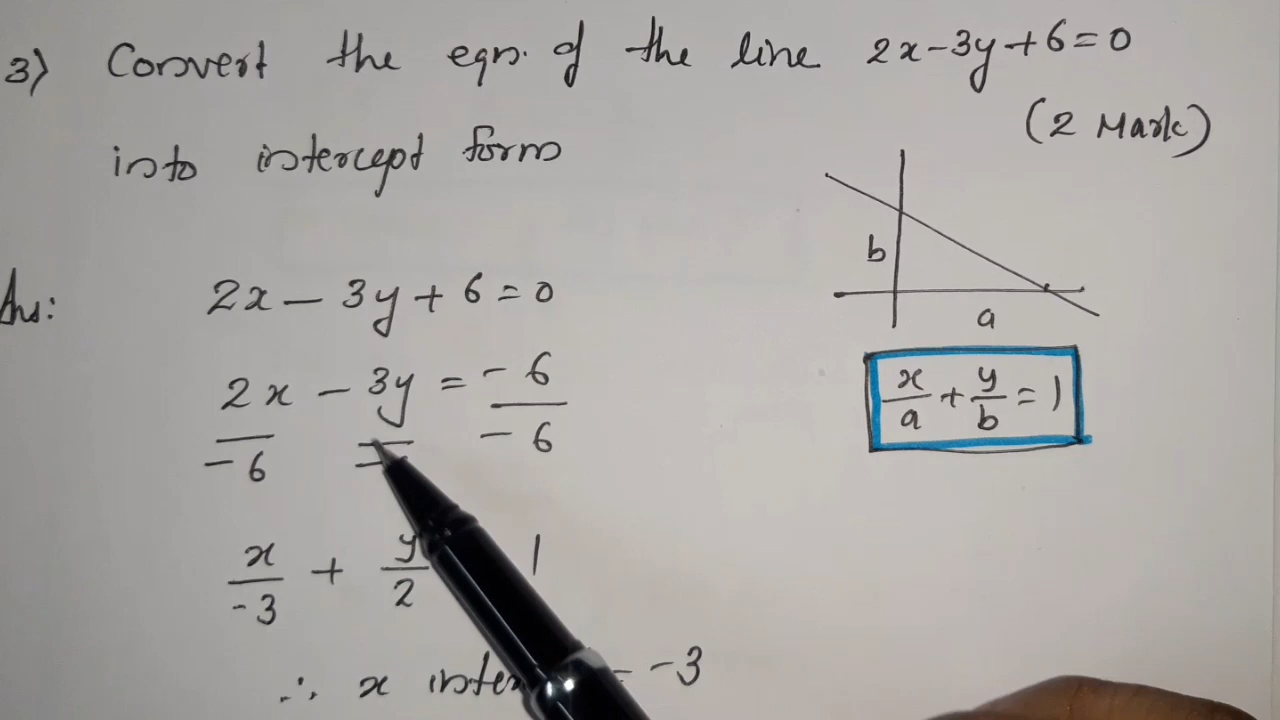 3) Convert the eqn. of the line 2x-3y+6=0
(2 Mark)
into intercept form
b
a
x/a + y/b = 1
Ans: 2x - 3y + 6 = 0
2x/-6 - 3y = -6/-6
x/-3 + y/2 1
∴ x = -3